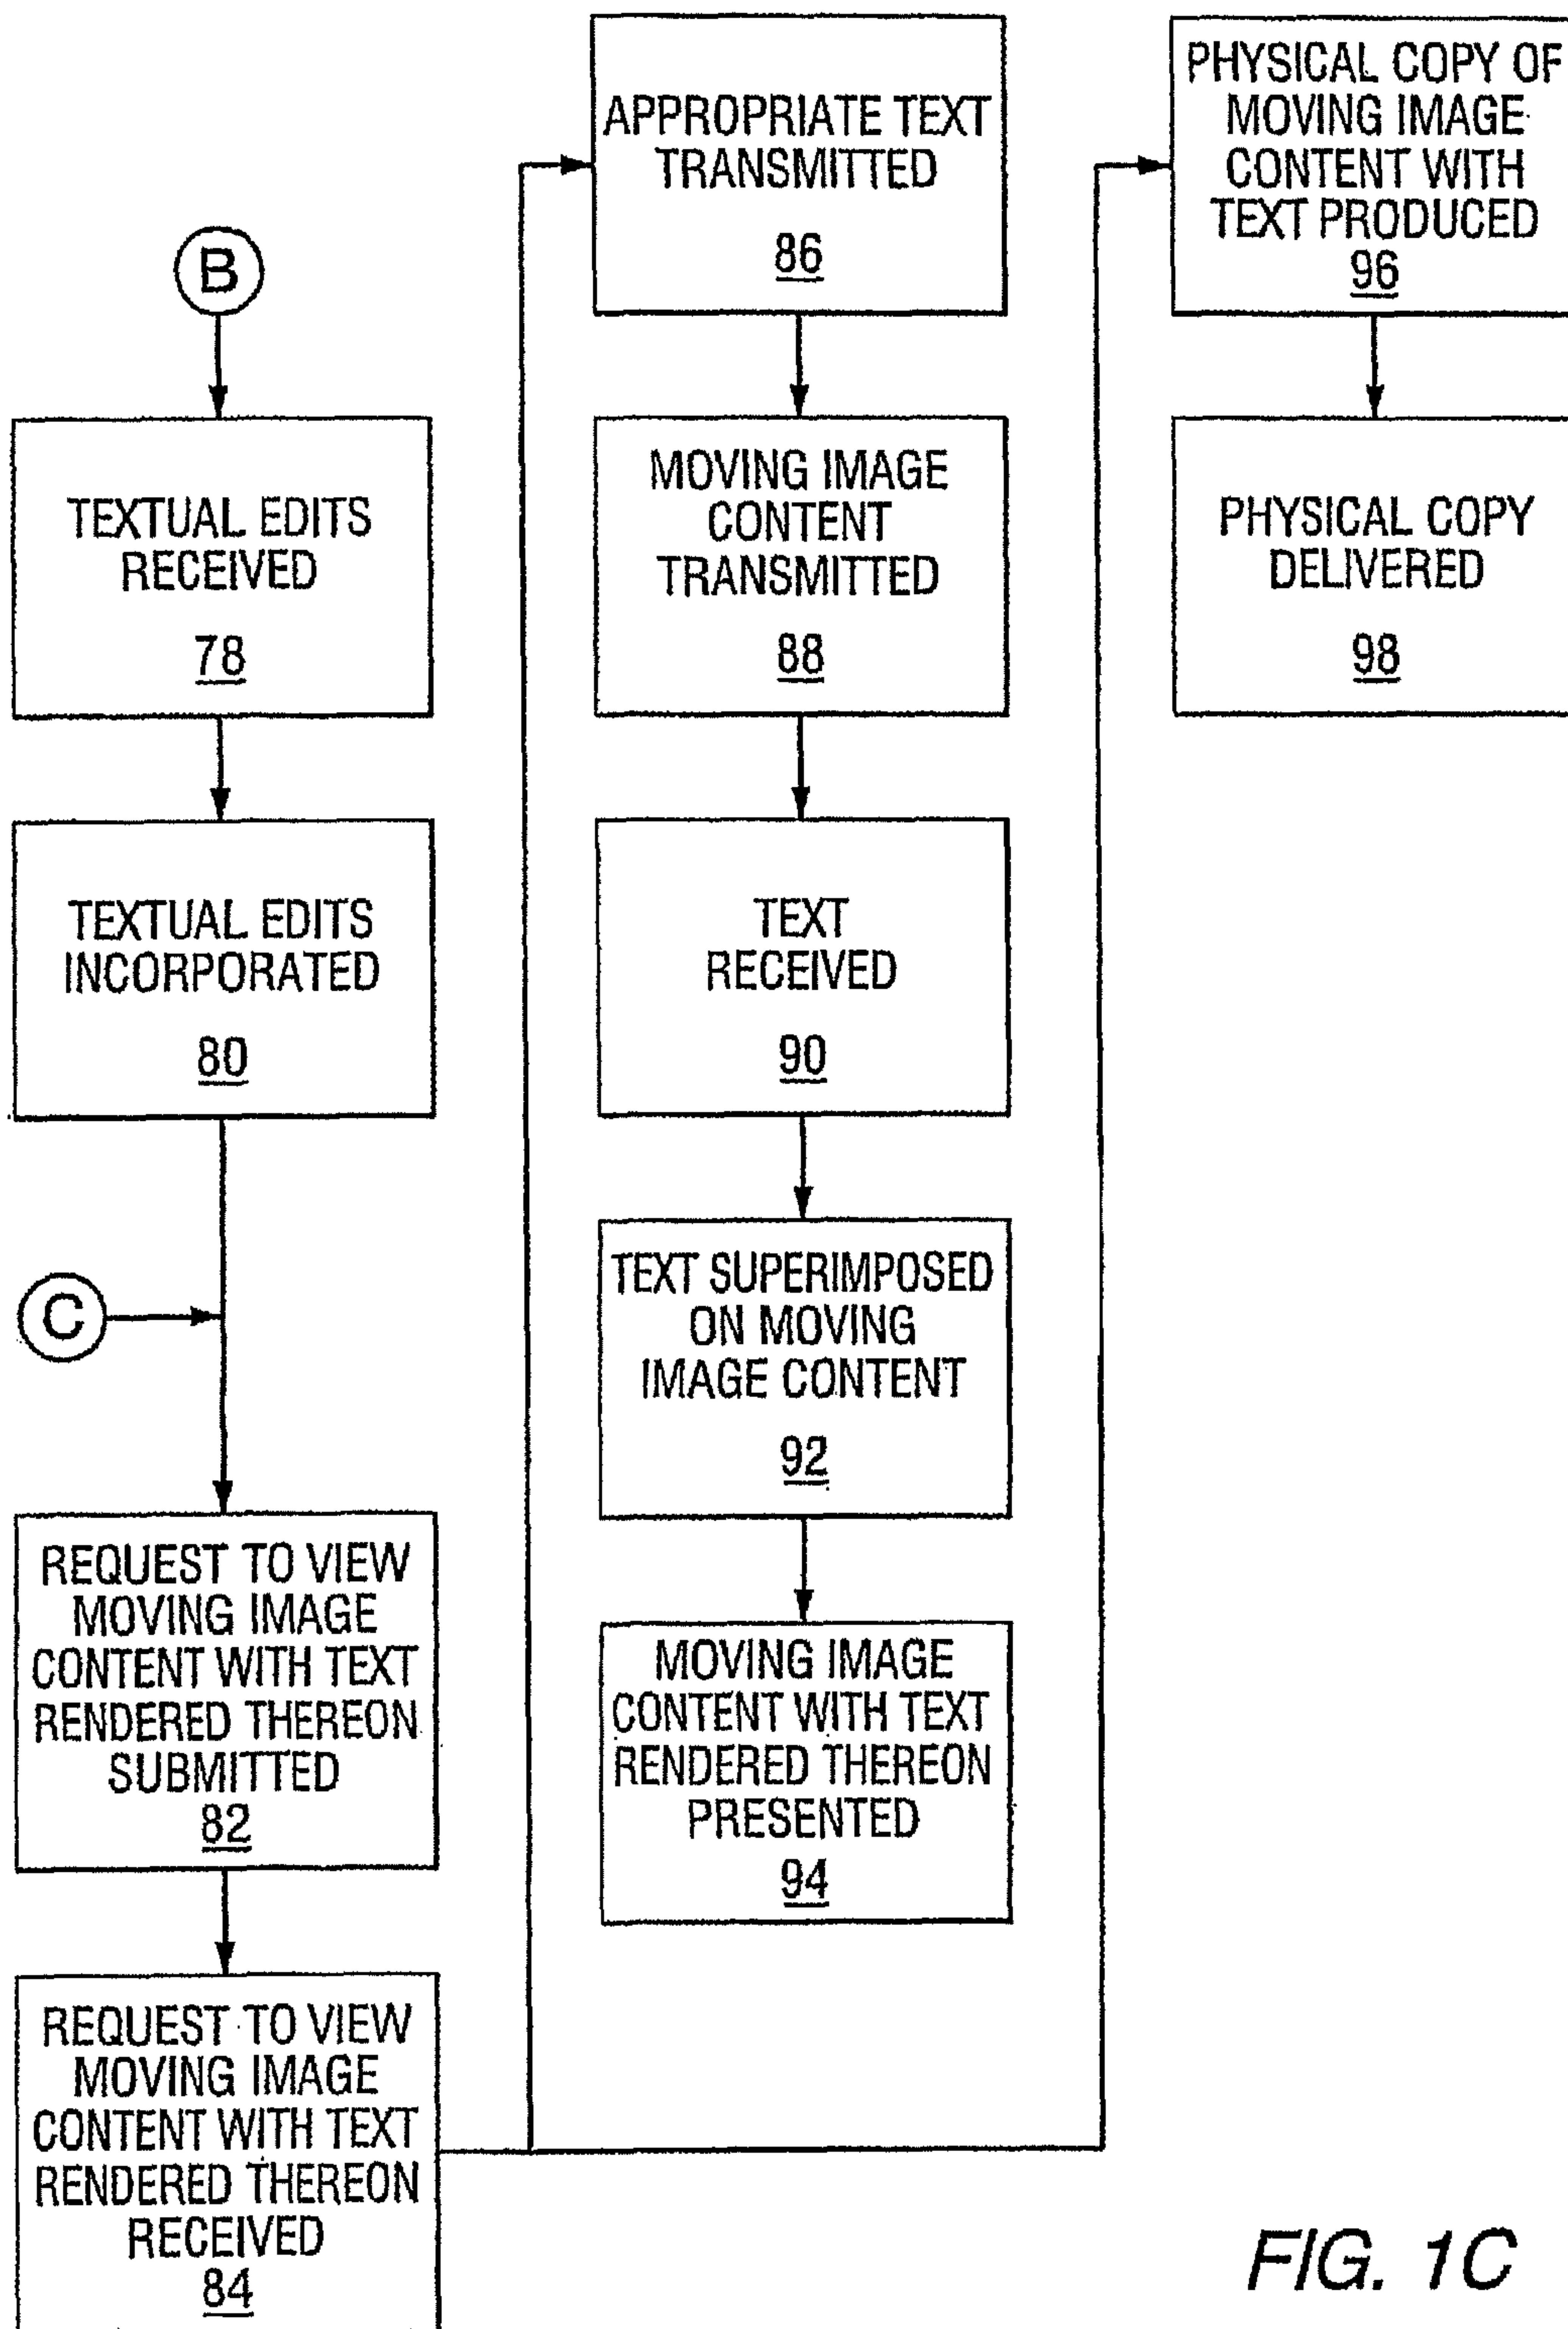 B
TEXTUAL EDITS
RECEIVED
78
TEXTUAL EDITS
INCORPORATED
80
C
REQUEST TO VIEW
MOVING IMAGE
CONTENT WITH TEXT
RENDERED THEREON
SUBMITTED
82
REQUEST TO VIEW
MOVING IMAGE
CONTENT WITH TEXT
RENDERED THEREON
RECEIVED
84
APPROPRIATE TEXT
TRANSMITTED
86
MOVING IMAGE
CONTENT
TRANSMITTED
88
TEXT
RECEIVED
90
TEXT SUPERIMPOSED
ON MOVING
IMAGE CONTENT
92
MOVING IMAGE
CONTENT WITH TEXT
RENDERED THEREON
PRESENTED
94
PHYSICAL COPY OF
MOVING IMAGE
CONTENT WITH
TEXT PRODUCED
96
PHYSICAL COPY
DELIVERED
98
FIG. 1C